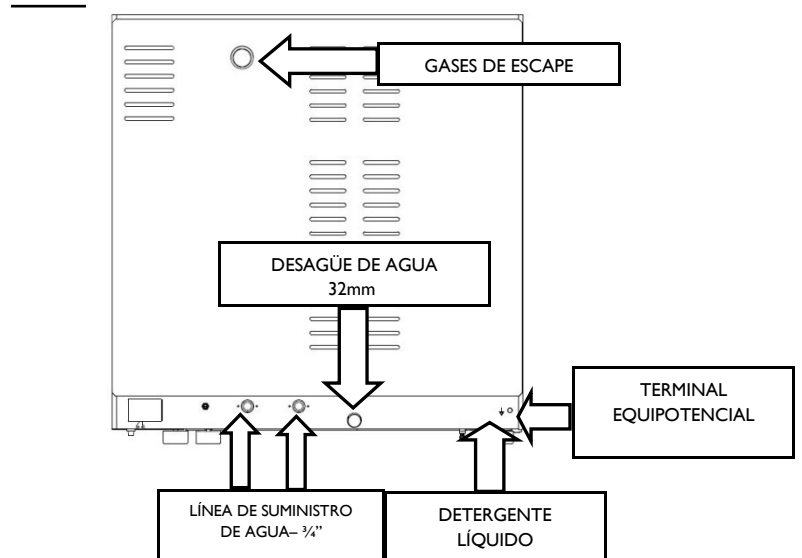 GASES DE ESCAPE
DESAGÜE DE AGUA
32mm
TERMINAL
EQUIPOTENCIAL
LÍNEA DE SUMINISTRO
DE AGUA– ¾”
DETERGENTE
LÍQUIDO